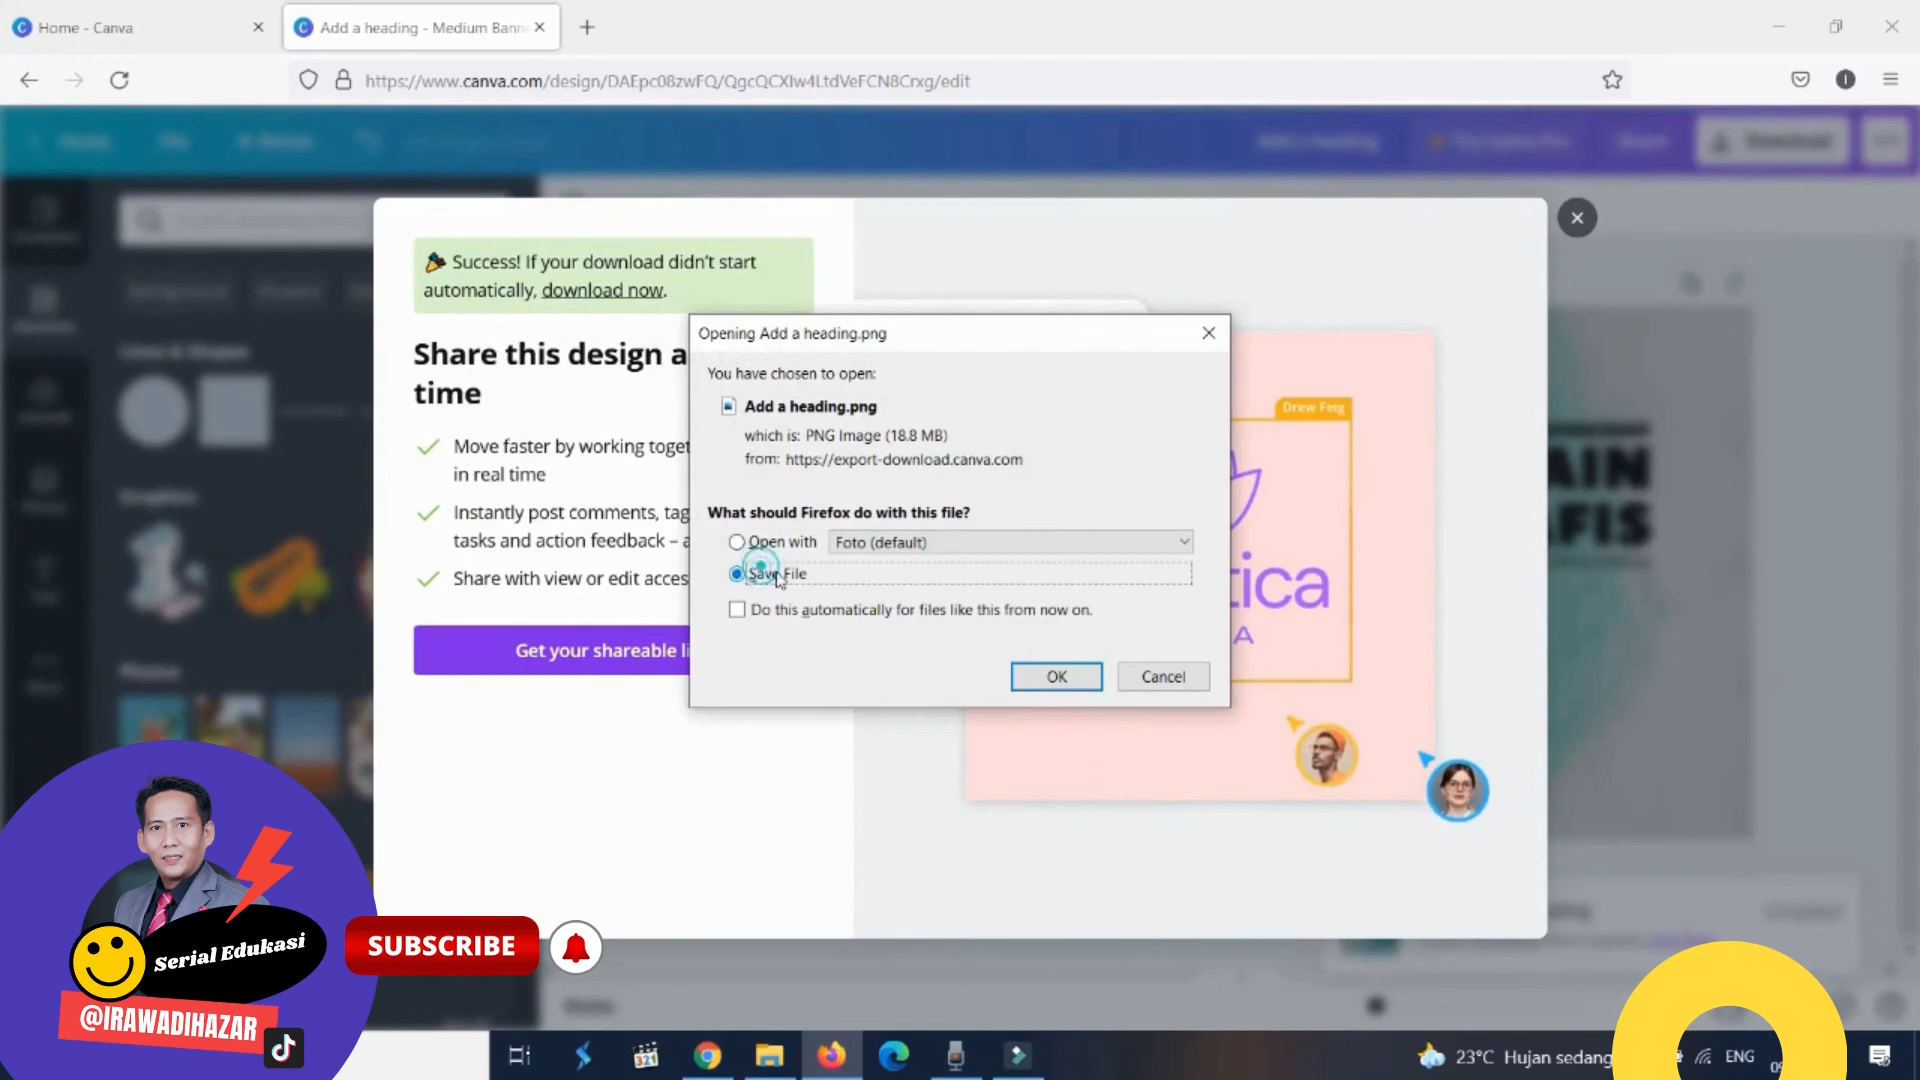 Home - Canva
Add a heading - Medium Bann
https://www.canva.com/design/DAEpc08zwFQ/QgcQCXIw4LtdVeFCN8Crxg/edit
Success! If your download didn't start
automatically, download now.
Share this design a
time
Move faster by working toget
in real time
Instantly post comments, tag
tasks and action feedback – a
Share with view or edit acces
Get your shareable li
Opening Add a heading.png
You have chosen to open:
Add a heading.png
which is: PNG Image (18.8 MB)
from: https://export-download.canva.com
What should Firefox do with this file?
Open with
Foto (default)
Save File
Do this automatically for files like this from now on.
OK
Cancel
Drew Feig
tica
A
AIN
AFIS
Serial Edukasi
@IRAWADIHAZAR
SUBSCRIBE
321
23°C Hujan sedang
ENG